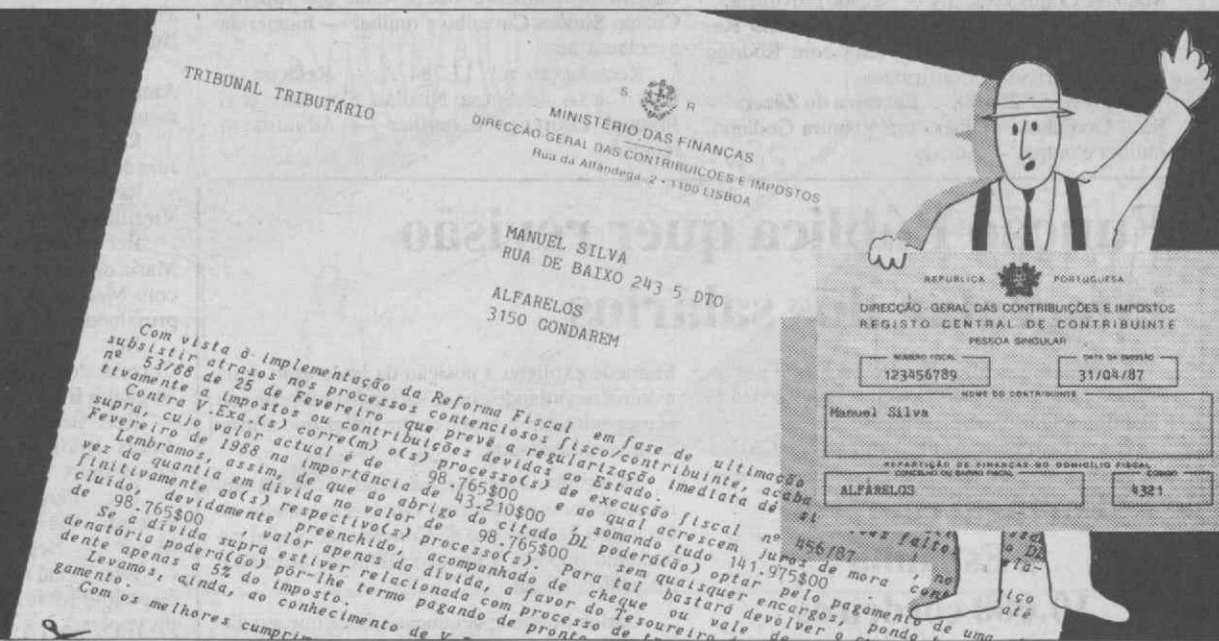 TRIBUNAL TRIBUTÁRIO
S. R.
MINISTÉRIO DAS FINANÇAS
DIRECÇÃO GERAL DAS CONTRIBUIÇÕES E IMPOSTOS
Rua da Alfândega, 2 - 1100 LISBOA
MANUEL SILVA
RUA DE BAIXO 243 5 DTO
ALFARELOS
3150 GONDAREM
Com vista à implementação da Reforma Fiscal em fase de ultimação
subsistir atrasos nos processos contenciosos fisco/contribuinte, acaba
nº 53/88 de 25 de Fevereiro que prevê a regularização imediata de si
tivamente a impostos ou contribuições devidas ao Estado.
Contra V.Exa.(s) corre(m) o(s) processo(s) de execução fiscal nº 456/87
supra, cujo valor actual é de 98.765$00 e ao qual acrescem juros de mora, no
Fevereiro de 1988 na importância de 43.210$00, somando tudo 141.975$00
Lembramos, assim, de que ao abrigo do citado DL poderá(ão) optar pelo pagamento de uma
vez da quantia em dívida no valor de 98.765$00 sem quaisquer encargos, pondo
finitivamente ao(s) respectivo(s) processo(s). Para tal bastará devolver o
cluído, devidamente preenchido, acompanhado de cheque ou vale de
de 98.765$00, valor apenas da dívida, a favor do Tesoureiro da
Se a dívida supra estiver relacionada com processo de
denatória poderá(ão) pôr-lhe termo pagando de pronto
dente apenas a 5% do imposto.
Levamos, ainda, ao conhecimento de V.
gamento.
Com os melhores cumprim
REPÚBLICA PORTUGUESA
DIRECÇÃO-GERAL DAS CONTRIBUIÇÕES E IMPOSTOS
REGISTO CENTRAL DE CONTRIBUINTE
PESSOA SINGULAR
NÚMERO FISCAL DATA DA EMISSÃO
123456789 31/04/87
NOME DO CONTRIBUINTE
Manuel Silva
REPARTIÇÃO DE FINANÇAS NO DOMICÍLIO FISCAL
CONCELHO OU BAIRRO FISCAL CÓDIGO
ALFARELOS 4321